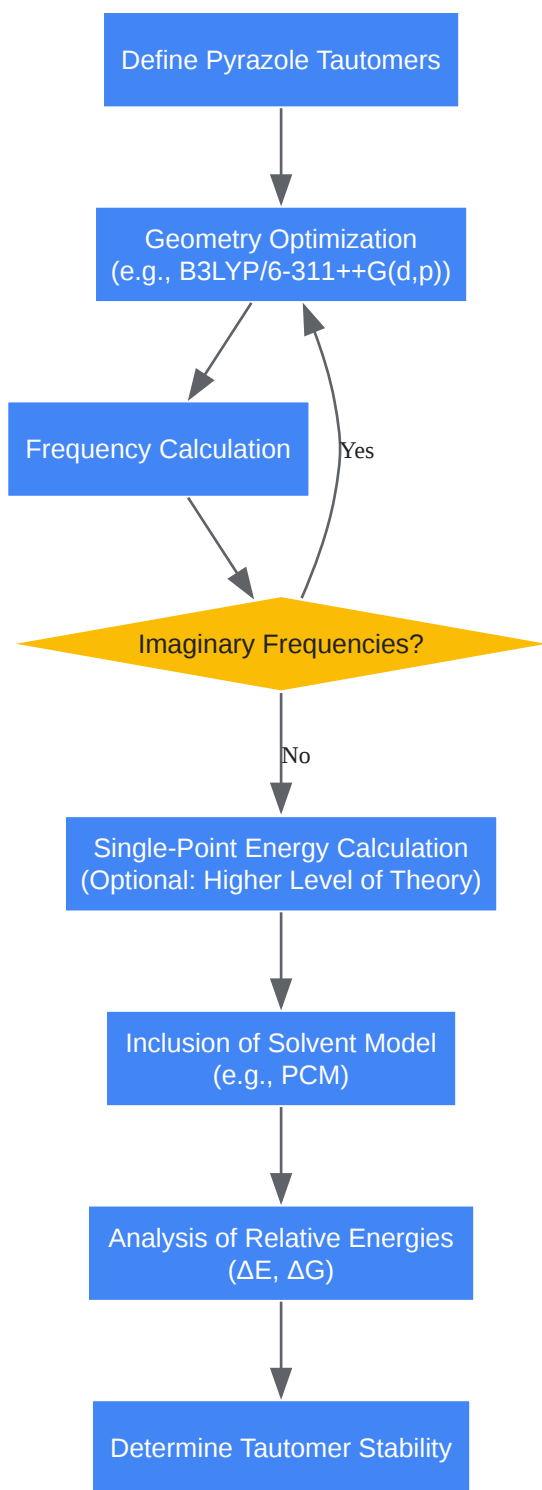 Define Pyrazole Tautomers
Geometry Optimization
(e.g., B3LYP/6-311++G(d,p))
Frequency Calculation
Yes
Imaginary Frequencies?
No
Single-Point Energy Calculation
(Optional: Higher Level of Theory)
Inclusion of Solvent Model
(e.g., PCM)
Analysis of Relative Energies
(ΔE, ΔG)
Determine Tautomer Stability